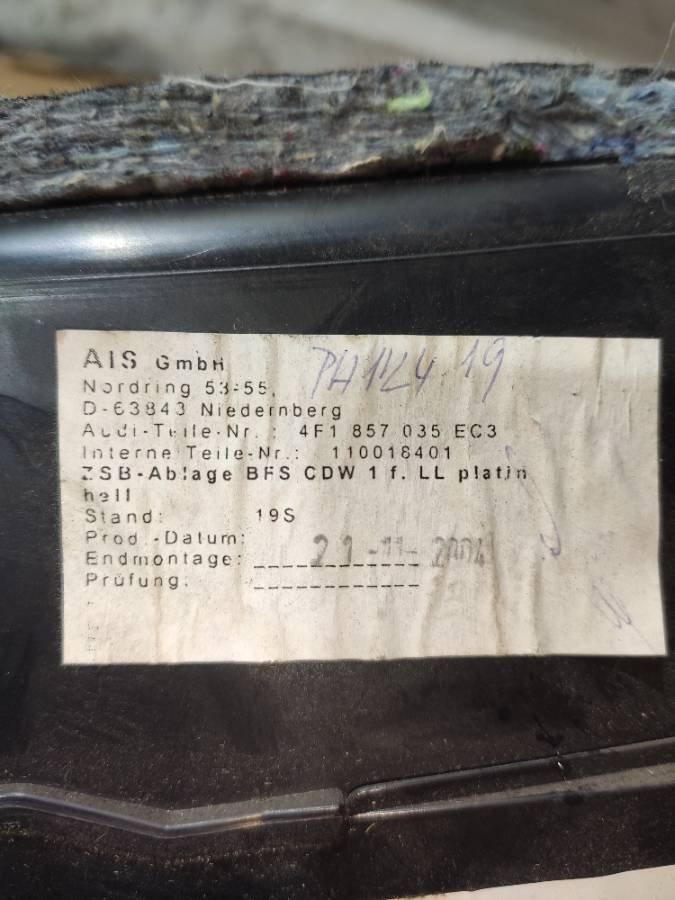 AIS GmbH
Nordring 53-55,
D-63843 Niedernberg
Audi-Teile-Nr.: 4F1 857 035 EC3
Interne Teile-Nr.: 110018401
ZSB-Ablage BFS CDW 1 f. LL platin
hell
Stand: 19S
Prod.-Datum:
Endmontage: 21-11-2004
Prüfung: